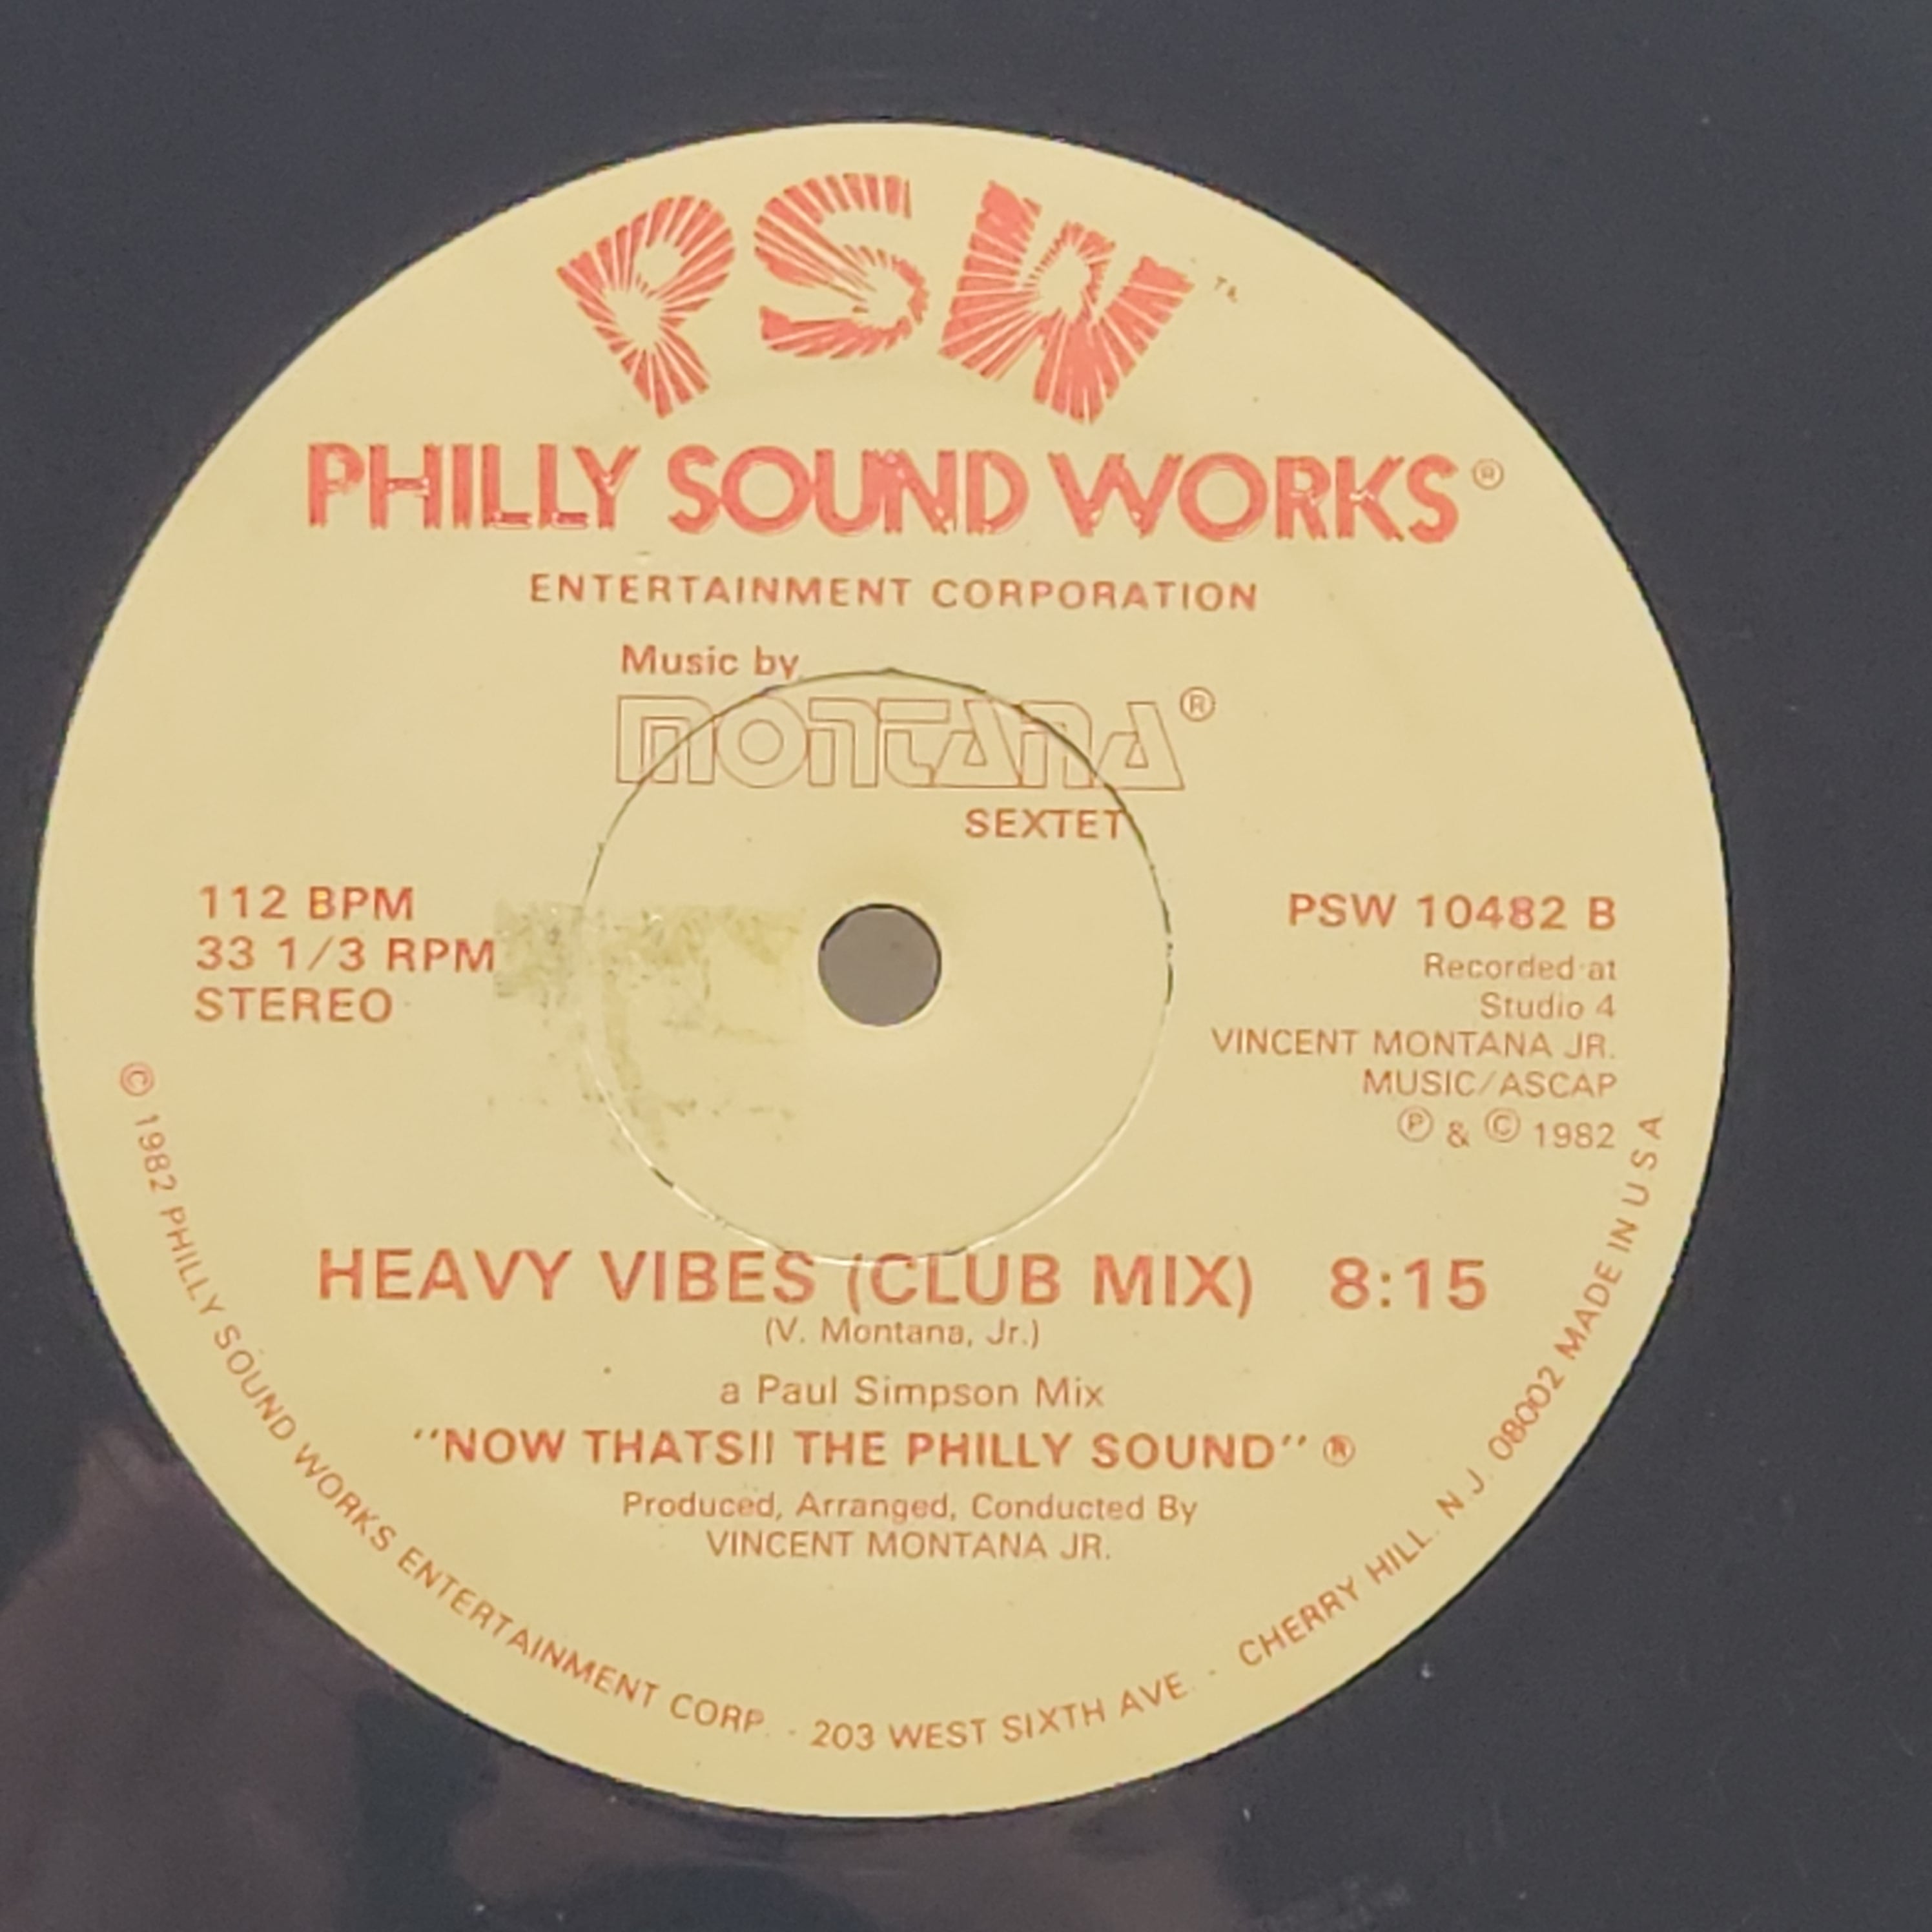 PSW™
PHILLY SOUND WORKS®
ENTERTAINMENT CORPORATION
Music by
MONTANA®
SEXTET
112 BPM
33 1/3 RPM
STEREO
PSW 10482 B
Recorded at
Studio 4
VINCENT MONTANA JR.
MUSIC/ASCAP
℗ & © 1982
HEAVY VIBES (CLUB MIX) 8:15
(V. Montana, Jr.)
a Paul Simpson Mix
"NOW THATS!! THE PHILLY SOUND" ®
Produced, Arranged, Conducted By
VINCENT MONTANA JR.
© 1982 PHILLY SOUND WORKS ENTERTAINMENT CORP. - 203 WEST SIXTH AVE. - CHERRY HILL. N.J. 08002 MADE IN U S A